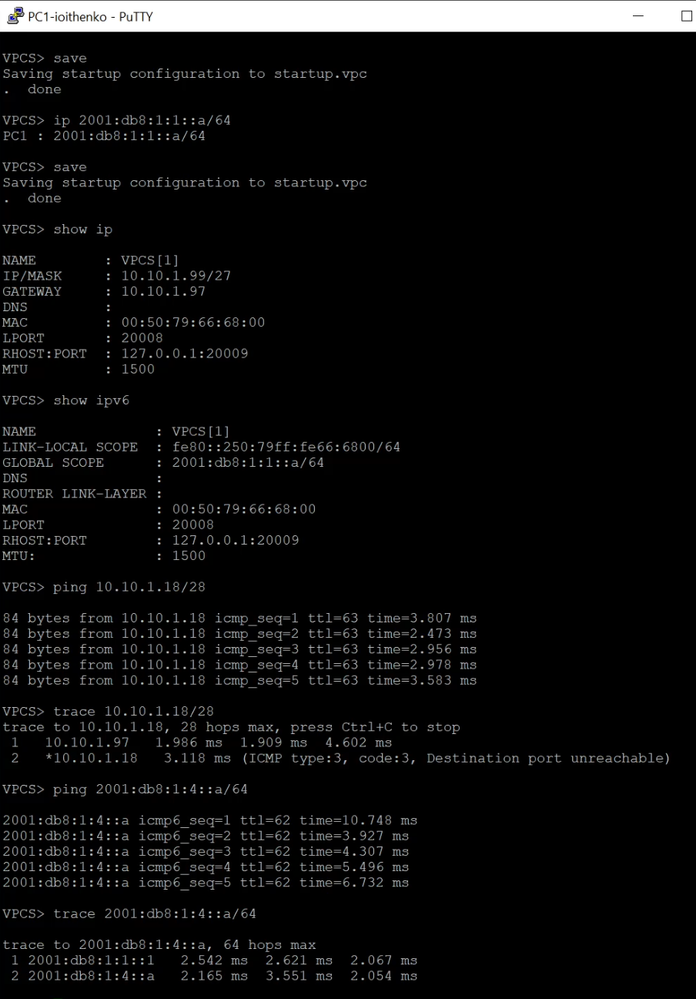 PC1-ioithenko - PuTTY
VPCS> save
Saving startup configuration to startup.vpc
.  done
VPCS> ip 2001:db8:1:1::a/64
PC1 : 2001:db8:1:1::a/64
VPCS> save
Saving startup configuration to startup.vpc
.  done
VPCS> show ip
NAME        : VPCS[1]
IP/MASK     : 10.10.1.99/27
GATEWAY     : 10.10.1.97
DNS         :
MAC         : 00:50:79:66:68:00
LPORT       : 20008
RHOST:PORT  : 127.0.0.1:20009
MTU         : 1500
VPCS> show ipv6
NAME              : VPCS[1]
LINK-LOCAL SCOPE  : fe80::250:79ff:fe66:6800/64
GLOBAL SCOPE      : 2001:db8:1:1::a/64
DNS               :
ROUTER LINK-LAYER :
MAC               : 00:50:79:66:68:00
LPORT             : 20008
RHOST:PORT        : 127.0.0.1:20009
MTU:              : 1500
VPCS> ping 10.10.1.18/28
84 bytes from 10.10.1.18 icmp_seq=1 ttl=63 time=3.807 ms
84 bytes from 10.10.1.18 icmp_seq=2 ttl=63 time=2.473 ms
84 bytes from 10.10.1.18 icmp_seq=3 ttl=63 time=2.956 ms
84 bytes from 10.10.1.18 icmp_seq=4 ttl=63 time=2.978 ms
84 bytes from 10.10.1.18 icmp_seq=5 ttl=63 time=3.583 ms
VPCS> trace 10.10.1.18/28
trace to 10.10.1.18, 28 hops max, press Ctrl+C to stop
 1   10.10.1.97   1.986 ms  1.909 ms  4.602 ms
 2   *10.10.1.18   3.118 ms (ICMP type:3, code:3, Destination port unreachable)
VPCS> ping 2001:db8:1:4::a/64
2001:db8:1:4::a icmp6_seq=1 ttl=62 time=10.748 ms
2001:db8:1:4::a icmp6_seq=2 ttl=62 time=3.927 ms
2001:db8:1:4::a icmp6_seq=3 ttl=62 time=4.307 ms
2001:db8:1:4::a icmp6_seq=4 ttl=62 time=5.496 ms
2001:db8:1:4::a icmp6_seq=5 ttl=62 time=6.732 ms
VPCS> trace 2001:db8:1:4::a/64
trace to 2001:db8:1:4::a, 64 hops max
 1 2001:db8:1:1::1   2.542 ms  2.621 ms  2.067 ms
 2 2001:db8:1:4::a   2.165 ms  3.551 ms  2.054 ms